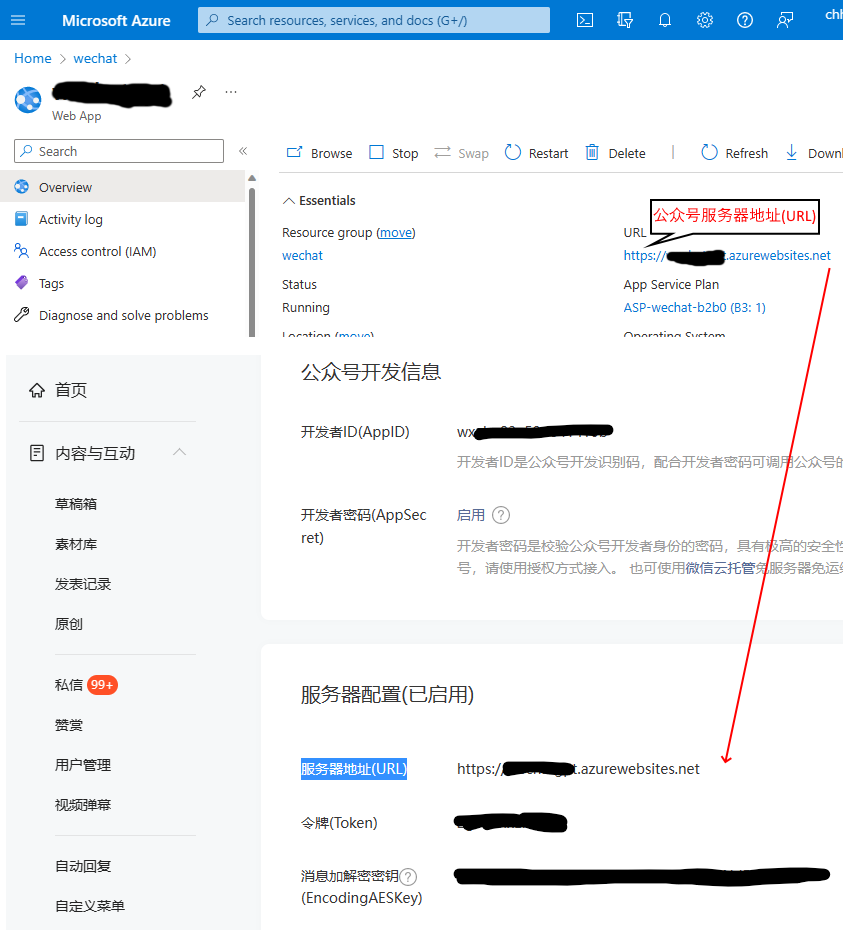 Microsoft Azure
Search resources, services, and docs (G+/)
chh
Home > wechat >
Web App
Search
Browse Stop Swap Restart Delete Refresh Downl
Overview
Activity log
Access control (IAM)
Tags
Diagnose and solve problems
Essentials
Resource group (move)
wechat
Status
Running
Location (move)
公众号服务器地址(URL)
URL
https:// .azurewebsites.net
App Service Plan
ASP-wechat-b2b0 (B3: 1)
Operating System
首页
内容与互动
草稿箱
素材库
发表记录
原创
私信 99+
赞赏
用户管理
视频弹幕
自动回复
自定义菜单
公众号开发信息
开发者ID(AppID)
wx
开发者ID是公众号开发识别码，配合开发者密码可调用公众号的
开发者密码(AppSec
ret)
启用
开发者密码是校验公众号开发者身份的密码，具有极高的安全性
号，请使用授权方式接入。 也可使用微信云托管免服务器免运维
服务器配置(已启用)
服务器地址(URL)
https:/ t.azurewebsites.net
令牌(Token)
消息加解密密钥
(EncodingAESKey)